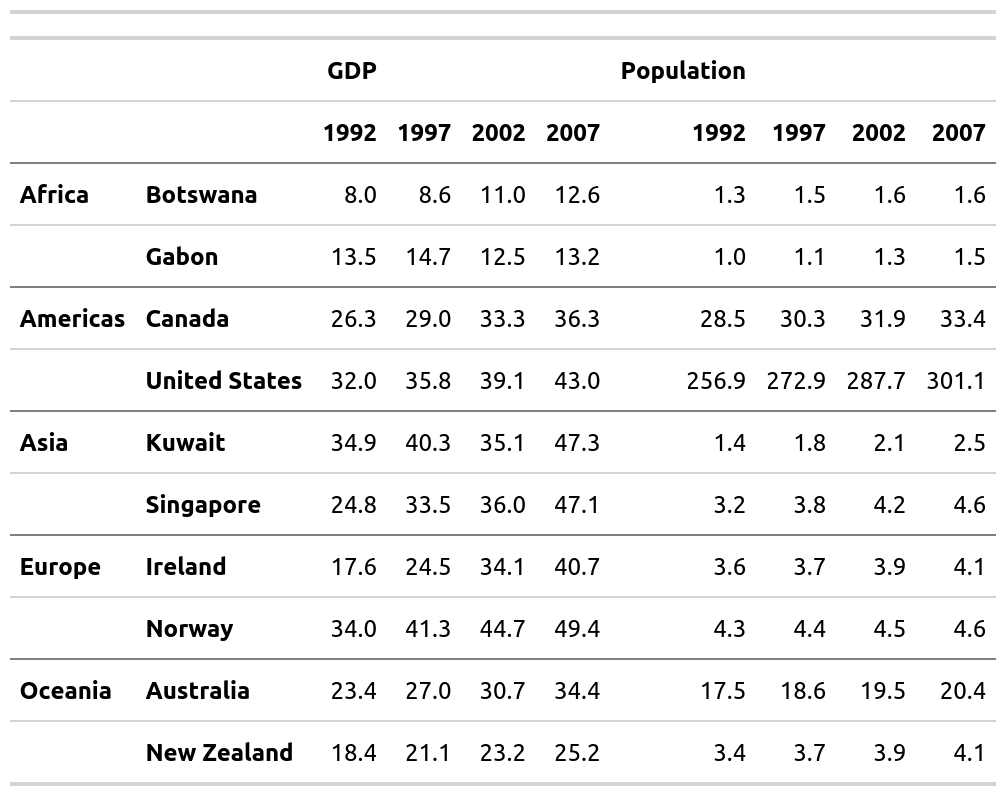 GDP Population
1992 1997 2002 2007 1992 1997 2002 2007
Africa Botswana 8.0 8.6 11.0 12.6 1.3 1.5 1.6 1.6
Gabon 13.5 14.7 12.5 13.2 1.0 1.1 1.3 1.5
Americas Canada 26.3 29.0 33.3 36.3 28.5 30.3 31.9 33.4
United States 32.0 35.8 39.1 43.0 256.9 272.9 287.7 301.1
Asia Kuwait 34.9 40.3 35.1 47.3 1.4 1.8 2.1 2.5
Singapore 24.8 33.5 36.0 47.1 3.2 3.8 4.2 4.6
Europe Ireland 17.6 24.5 34.1 40.7 3.6 3.7 3.9 4.1
Norway 34.0 41.3 44.7 49.4 4.3 4.4 4.5 4.6
Oceania Australia 23.4 27.0 30.7 34.4 17.5 18.6 19.5 20.4
New Zealand 18.4 21.1 23.2 25.2 3.4 3.7 3.9 4.1